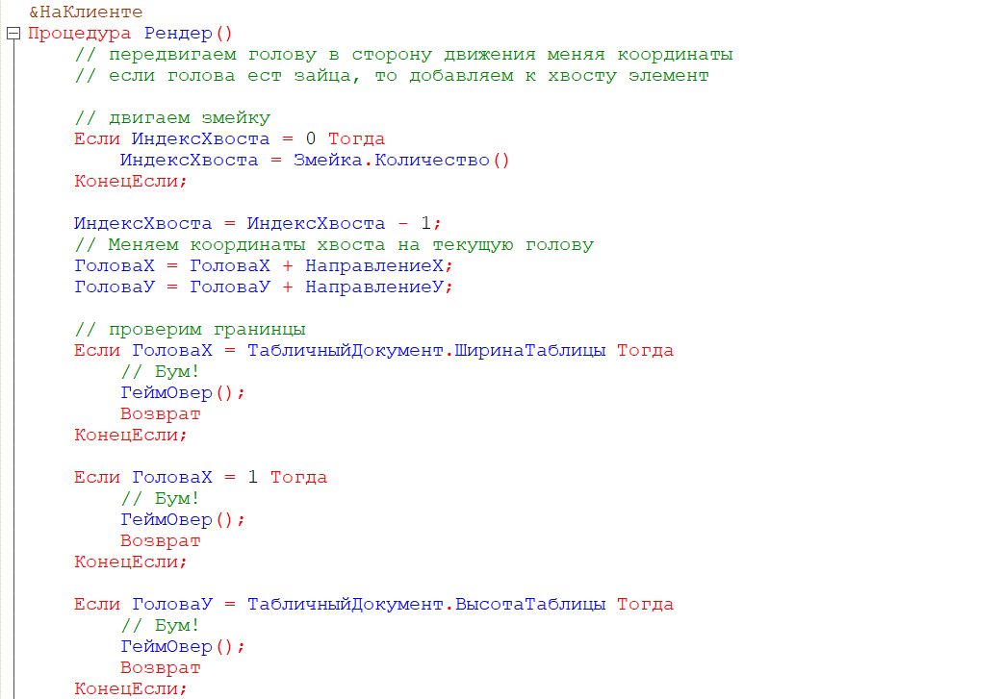 &НаКлиенте
Процедура Рендер()
// передвигаем голову в сторону движения меняя координаты
// если голова ест зайца, то добавляем к хвосту элемент
// двигаем змейку
Если ИндексХвоста = 0 Тогда
ИндексХвоста = Змейка.Количество()
КонецЕсли;
ИндексХвоста = ИндексХвоста - 1;
// Меняем координаты хвоста на текущую голову
ГоловаХ = ГоловаХ + НаправлениеХ;
ГоловаУ = ГоловаУ + НаправлениеУ;
// проверим гранинцы
Если ГоловаХ = ТабличныйДокумент.ШиринаТаблицы Тогда
// Бум!
ГеймОвер();
Возврат
КонецЕсли;
Если ГоловаХ = 1 Тогда
// Бум!
ГеймОвер();
Возврат
КонецЕсли;
Если ГоловаУ = ТабличныйДокумент.ВысотаТаблицы Тогда
// Бум!
ГеймОвер();
Возврат
КонецЕсли;